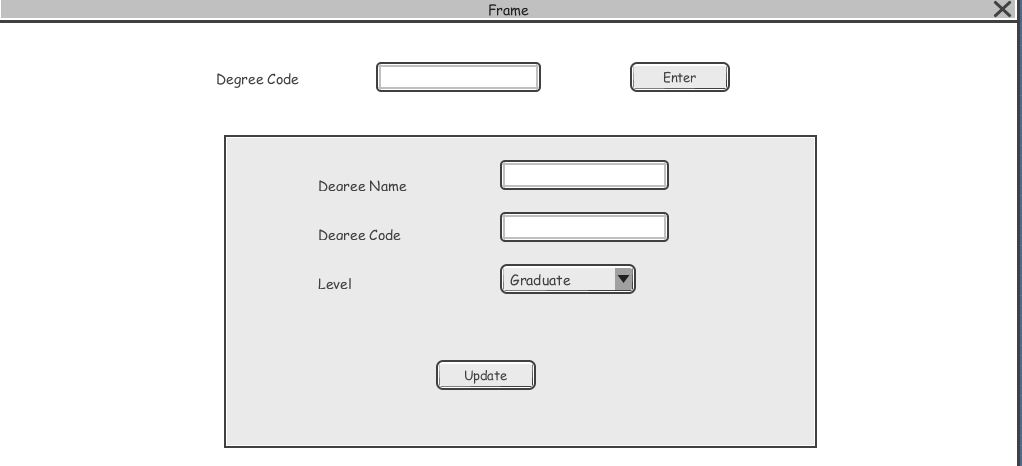 Frame
Degree Code
Enter
Dearee Name
Dearee Code
Level
Graduate
Update